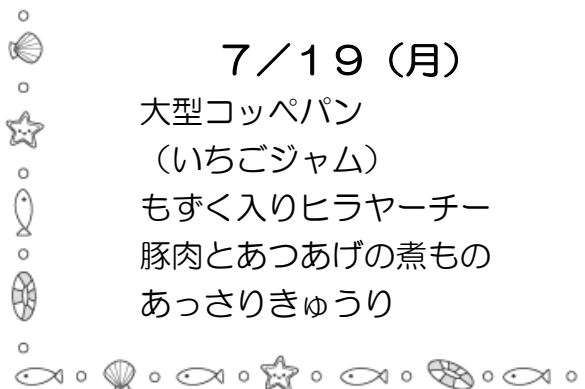 ７／１９（月）
大型コッペパン
（いちごジャム）
もずく入りヒラヤーチー
豚肉とあつあげの煮もの
あっさりきゅうり